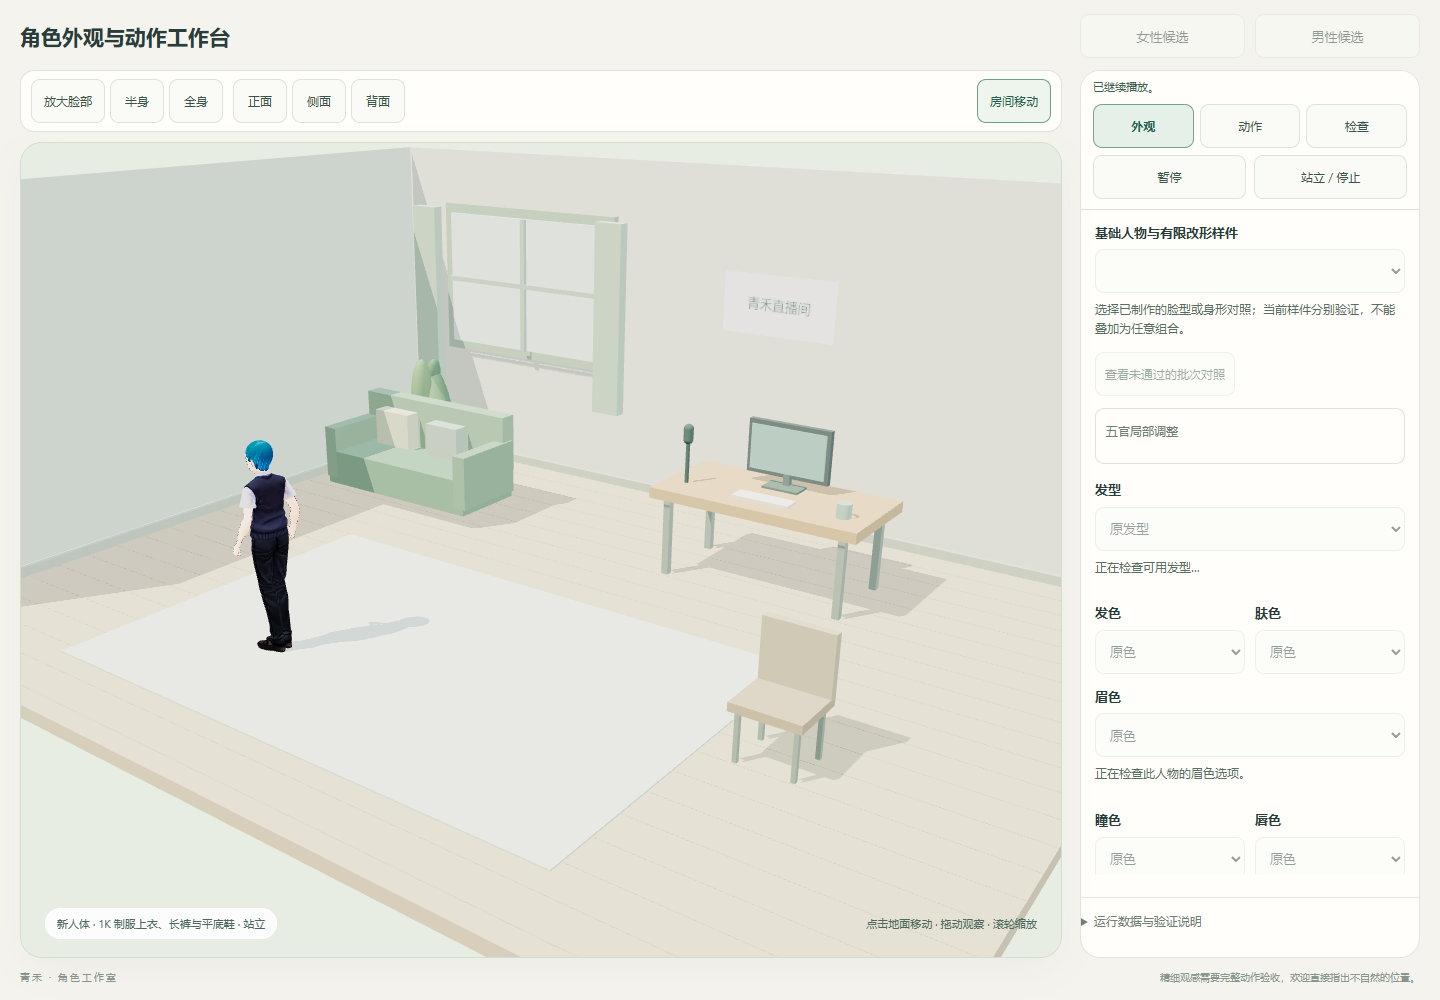 角色外观与动作工作台
女性候选
男性候选
放大脸部
半身
全身
正面
侧面
背面
房间移动
已继续播放。
外观
动作
检查
暂停
站立 / 停止
基础人物与有限改形样件
选择已制作的脸型或身形对照；当前样件分别验证，不能
叠加为任意组合。
查看未通过的批次对照
五官局部调整
发型
原发型
正在检查可用发型...
发色
肤色
原色
原色
眉色
原色
正在检查此人物的眉色选项。
瞳色
唇色
原色
原色
运行数据与验证说明
青禾直播间
新人体 · 1K 制服上衣、长裤与平底鞋 · 站立
点击地面移动 · 拖动观察 · 滚轮缩放
青禾 · 角色工作室
精细观感需要完整动作验收，欢迎直接指出不自然的位置。